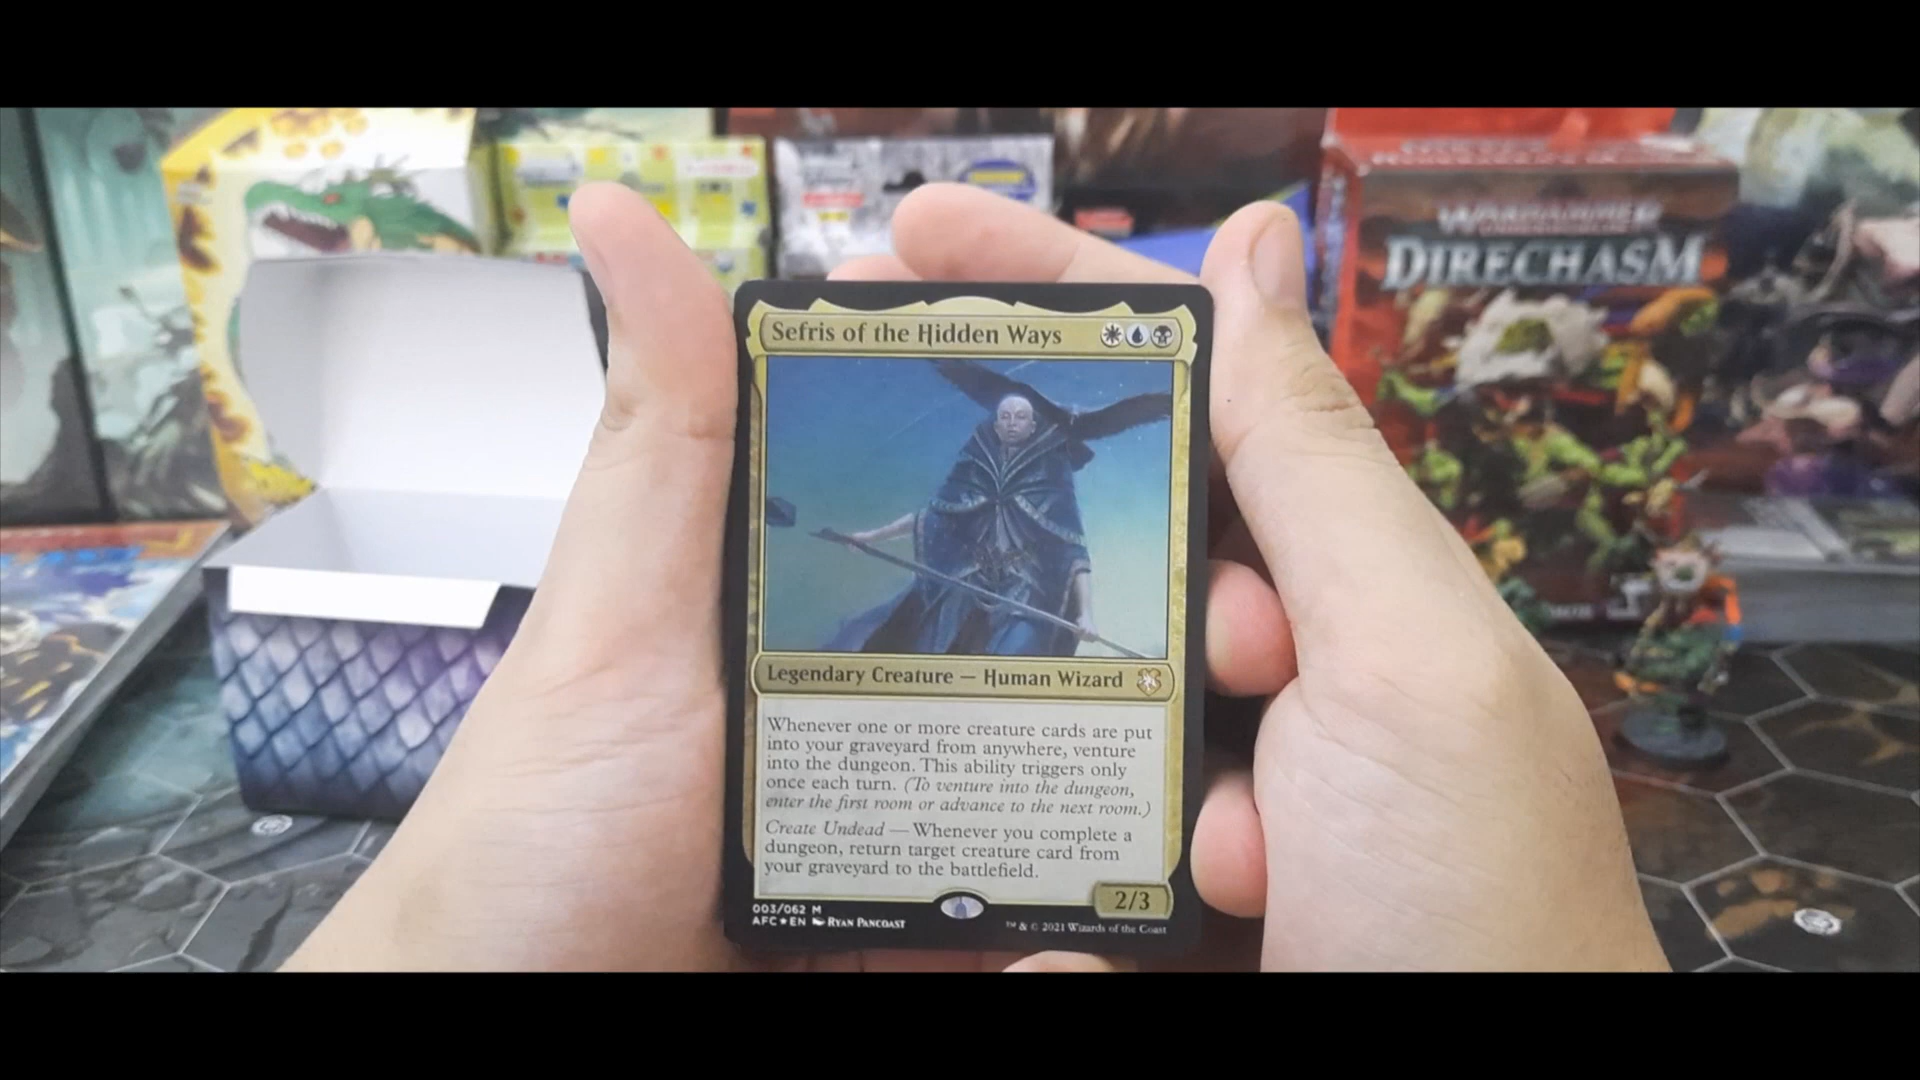 WARHAMMER
DIRECHASM
Sefris of the Hidden Ways
Legendary Creature — Human Wizard
Whenever one or more creature cards are put
into your graveyard from anywhere, venture
into the dungeon. This ability triggers only
once each turn. (To venture into the dungeon,
enter the first room or advance to the next room.)
Create Undead — Whenever you complete a
dungeon, return target creature card from
your graveyard to the battlefield.
2/3
003/062 M
AFC★EN RYAN PANCOAST
™ & © 2021 Wizards of the Coast